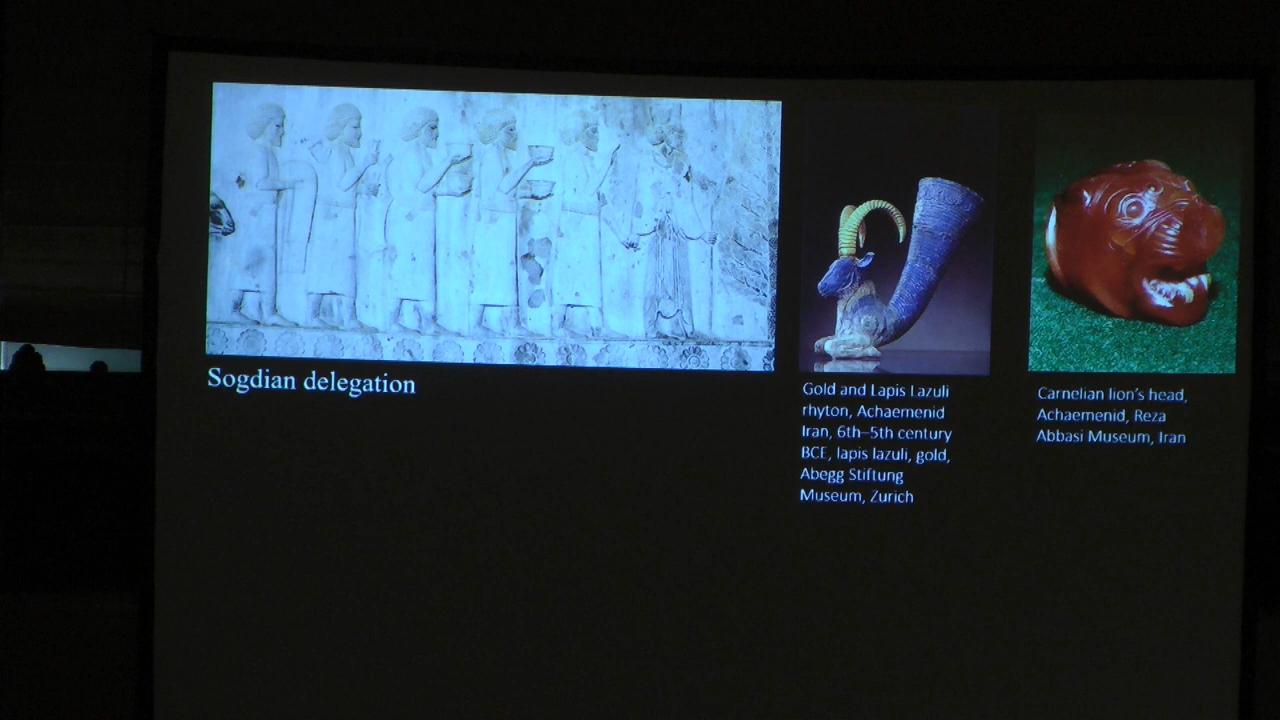 Sogdian delegation
Gold and Lapis Lazuli
rhyton, Achaemenid
Iran, 6th–5th century
BCE, lapis lazuli, gold,
Abegg Stiftung
Museum, Zurich
Carnelian lion's head,
Achaemenid, Reza
Abbasi Museum, Iran